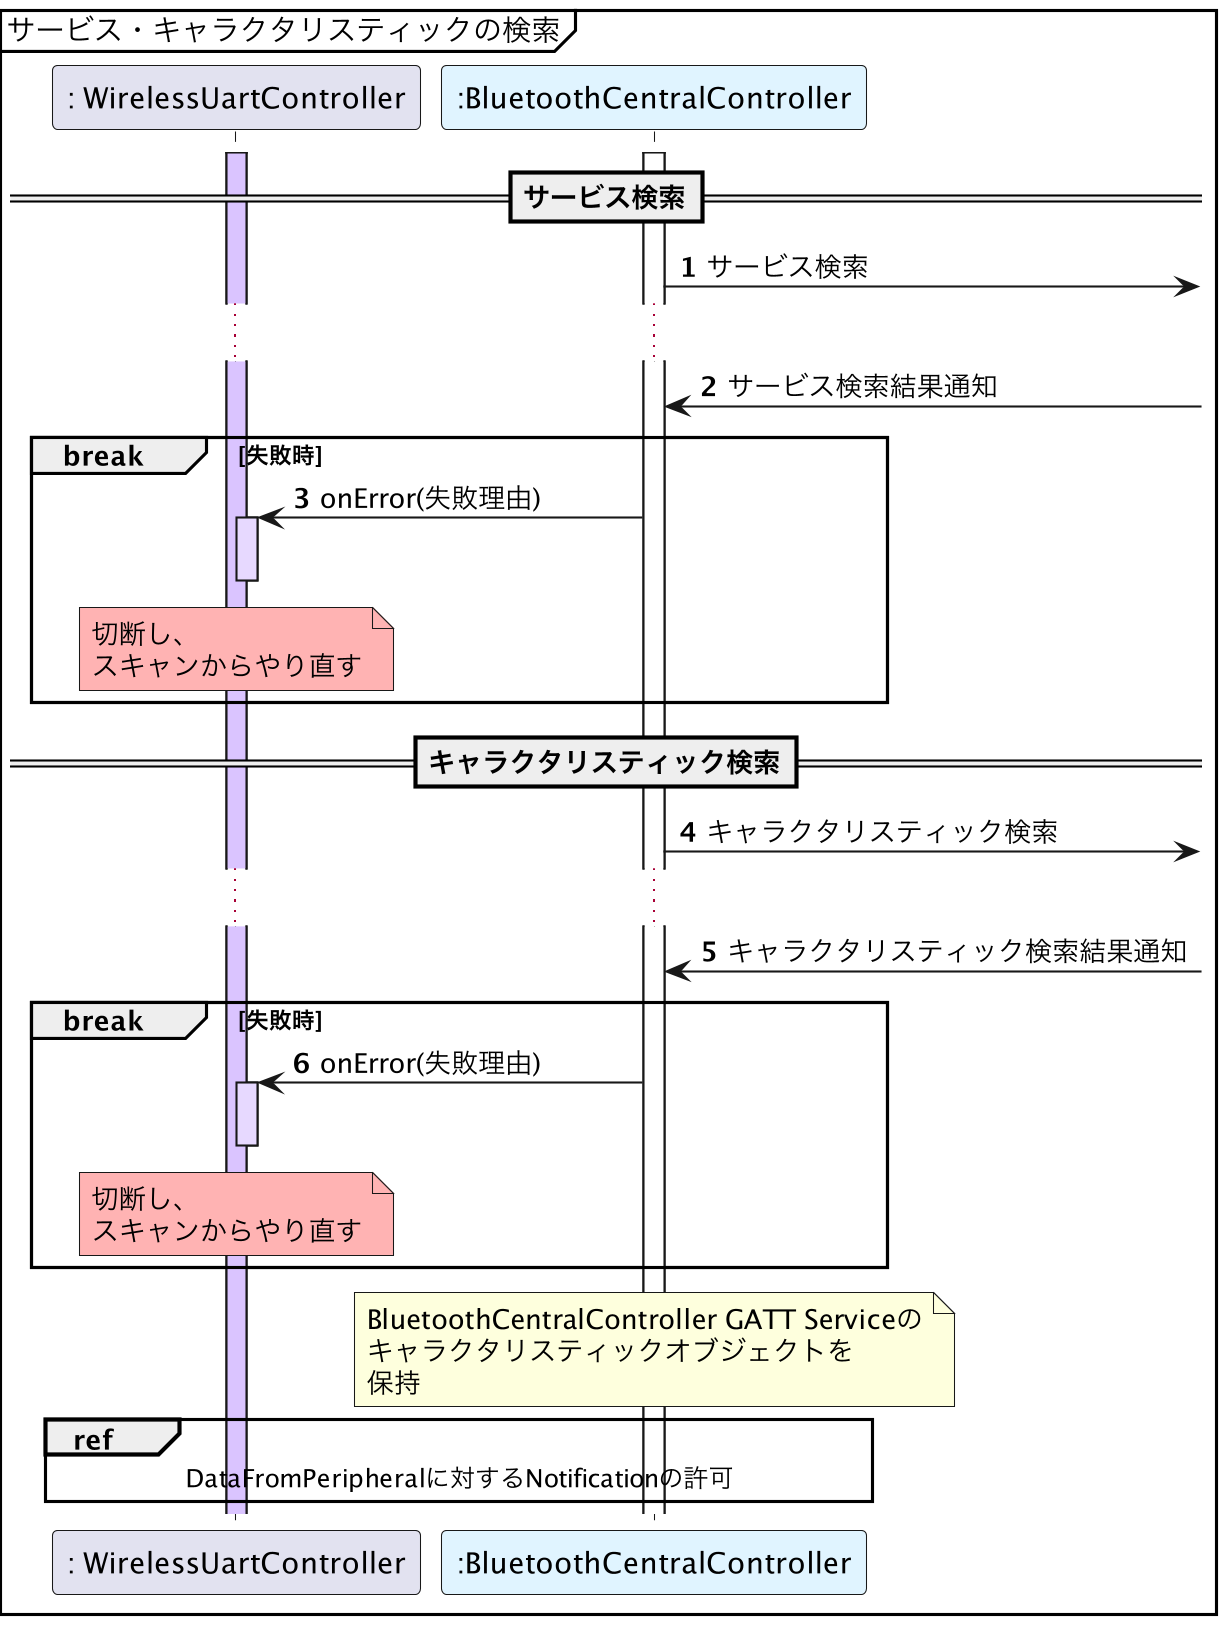 サービス・キャラクタリスティックの検索
: WirelessUartController
:BluetoothCentralController
サービス検索
1 サービス検索
2 サービス検索結果通知
break [失敗時]
3 onError(失敗理由)
切断し、
スキャンからやり直す
キャラクタリスティック検索
4 キャラクタリスティック検索
5 キャラクタリスティック検索結果通知
break [失敗時]
6 onError(失敗理由)
切断し、
スキャンからやり直す
BluetoothCentralController GATT Serviceの
キャラクタリスティックオブジェクトを
保持
ref
DataFromPeripheralに対するNotificationの許可
: WirelessUartController
:BluetoothCentralController